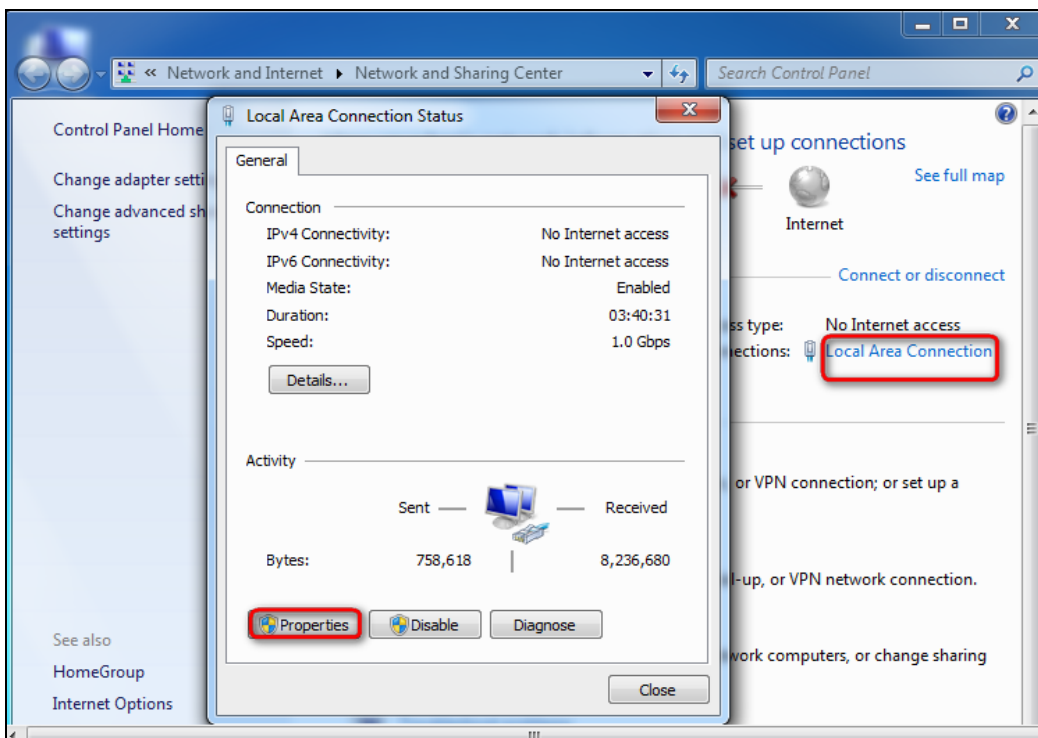 « Network and Internet ▸ Network and Sharing Center
Search Control Panel
Control Panel Home
Change adapter setti
Change advanced sh
settings
See also
HomeGroup
Internet Options
Local Area Connection Status
General
Connection
IPv4 Connectivity: No Internet access
IPv6 Connectivity: No Internet access
Media State: Enabled
Duration: 03:40:31
Speed: 1.0 Gbps
Details...
Activity
Sent Received
Bytes: 758,618 8,236,680
Properties Disable Diagnose
Close
set up connections
See full map
Internet
Connect or disconnect
ss type: No Internet access
nections: Local Area Connection
or VPN connection; or set up a
l-up, or VPN network connection.
work computers, or change sharing